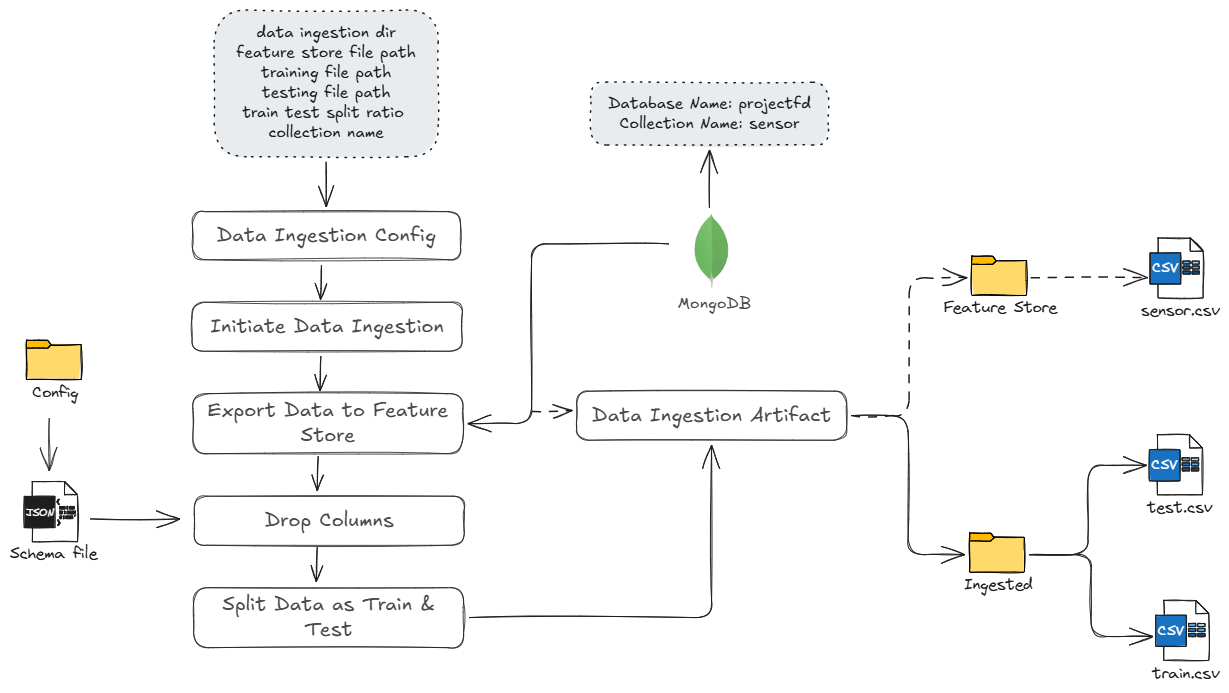 data ingestion dir
feature store file path
training file path
testing file path
train test split ratio
collection name
Database Name: projectfd
Collection Name: sensor
Data Ingestion Config
MongoDB
CSV
sensor.csv
Feature Store
Initiate Data Ingestion
Config
Export Data to Feature
Store
Data Ingestion Artifact
CSV
test.csv
JSON
Schema file
Drop Columns
Ingested
Split Data as Train &
Test
CSV
train.csv